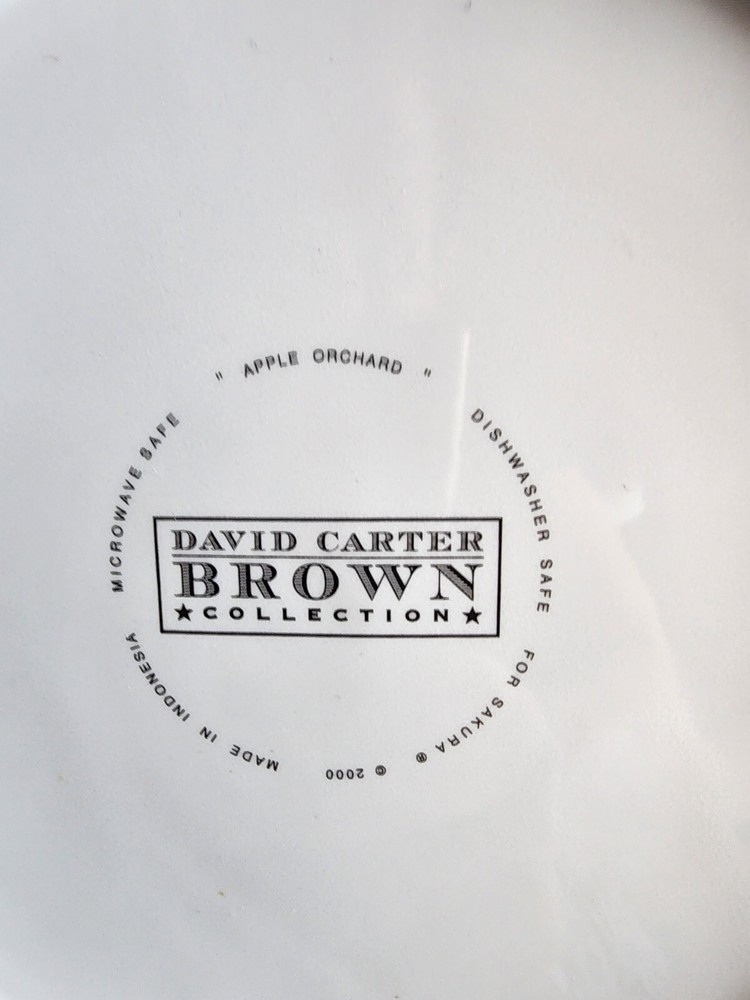 " APPLE ORCHARD "
DISHWASHER SAFE
FOR SAKURA ®
© 2000
MADE IN INDONESIA
MICROWAVE SAFE
DAVID CARTER
BROWN
★ COLLECTION ★